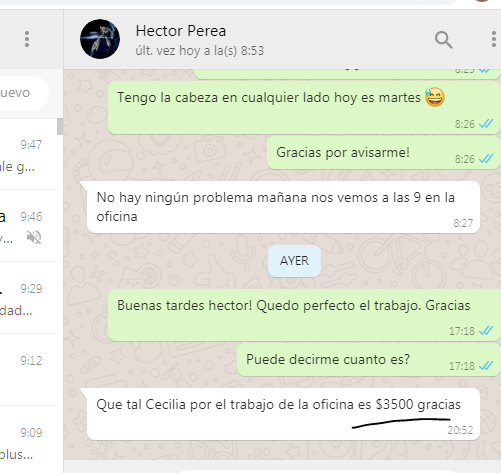 Hector Perea
últ. vez hoy a la(s) 8:53
uevo
9:47
ale g...
Tengo la cabeza en cualquier lado hoy es martes 😅
8:26
Gracias por avisarme!
8:26
a 9:46
No hay ningún problema mañana nos vemos a las 9 en la
oficina
8:27
AYER
9:29
dad...
Buenas tardes hector! Quedo perfecto el trabajo. Gracias
17:18
Puede decirme cuanto es?
17:18
9:12
Que tal Cecilia por el trabajo de la oficina es $3500 gracias
20:52
9:09
plus...